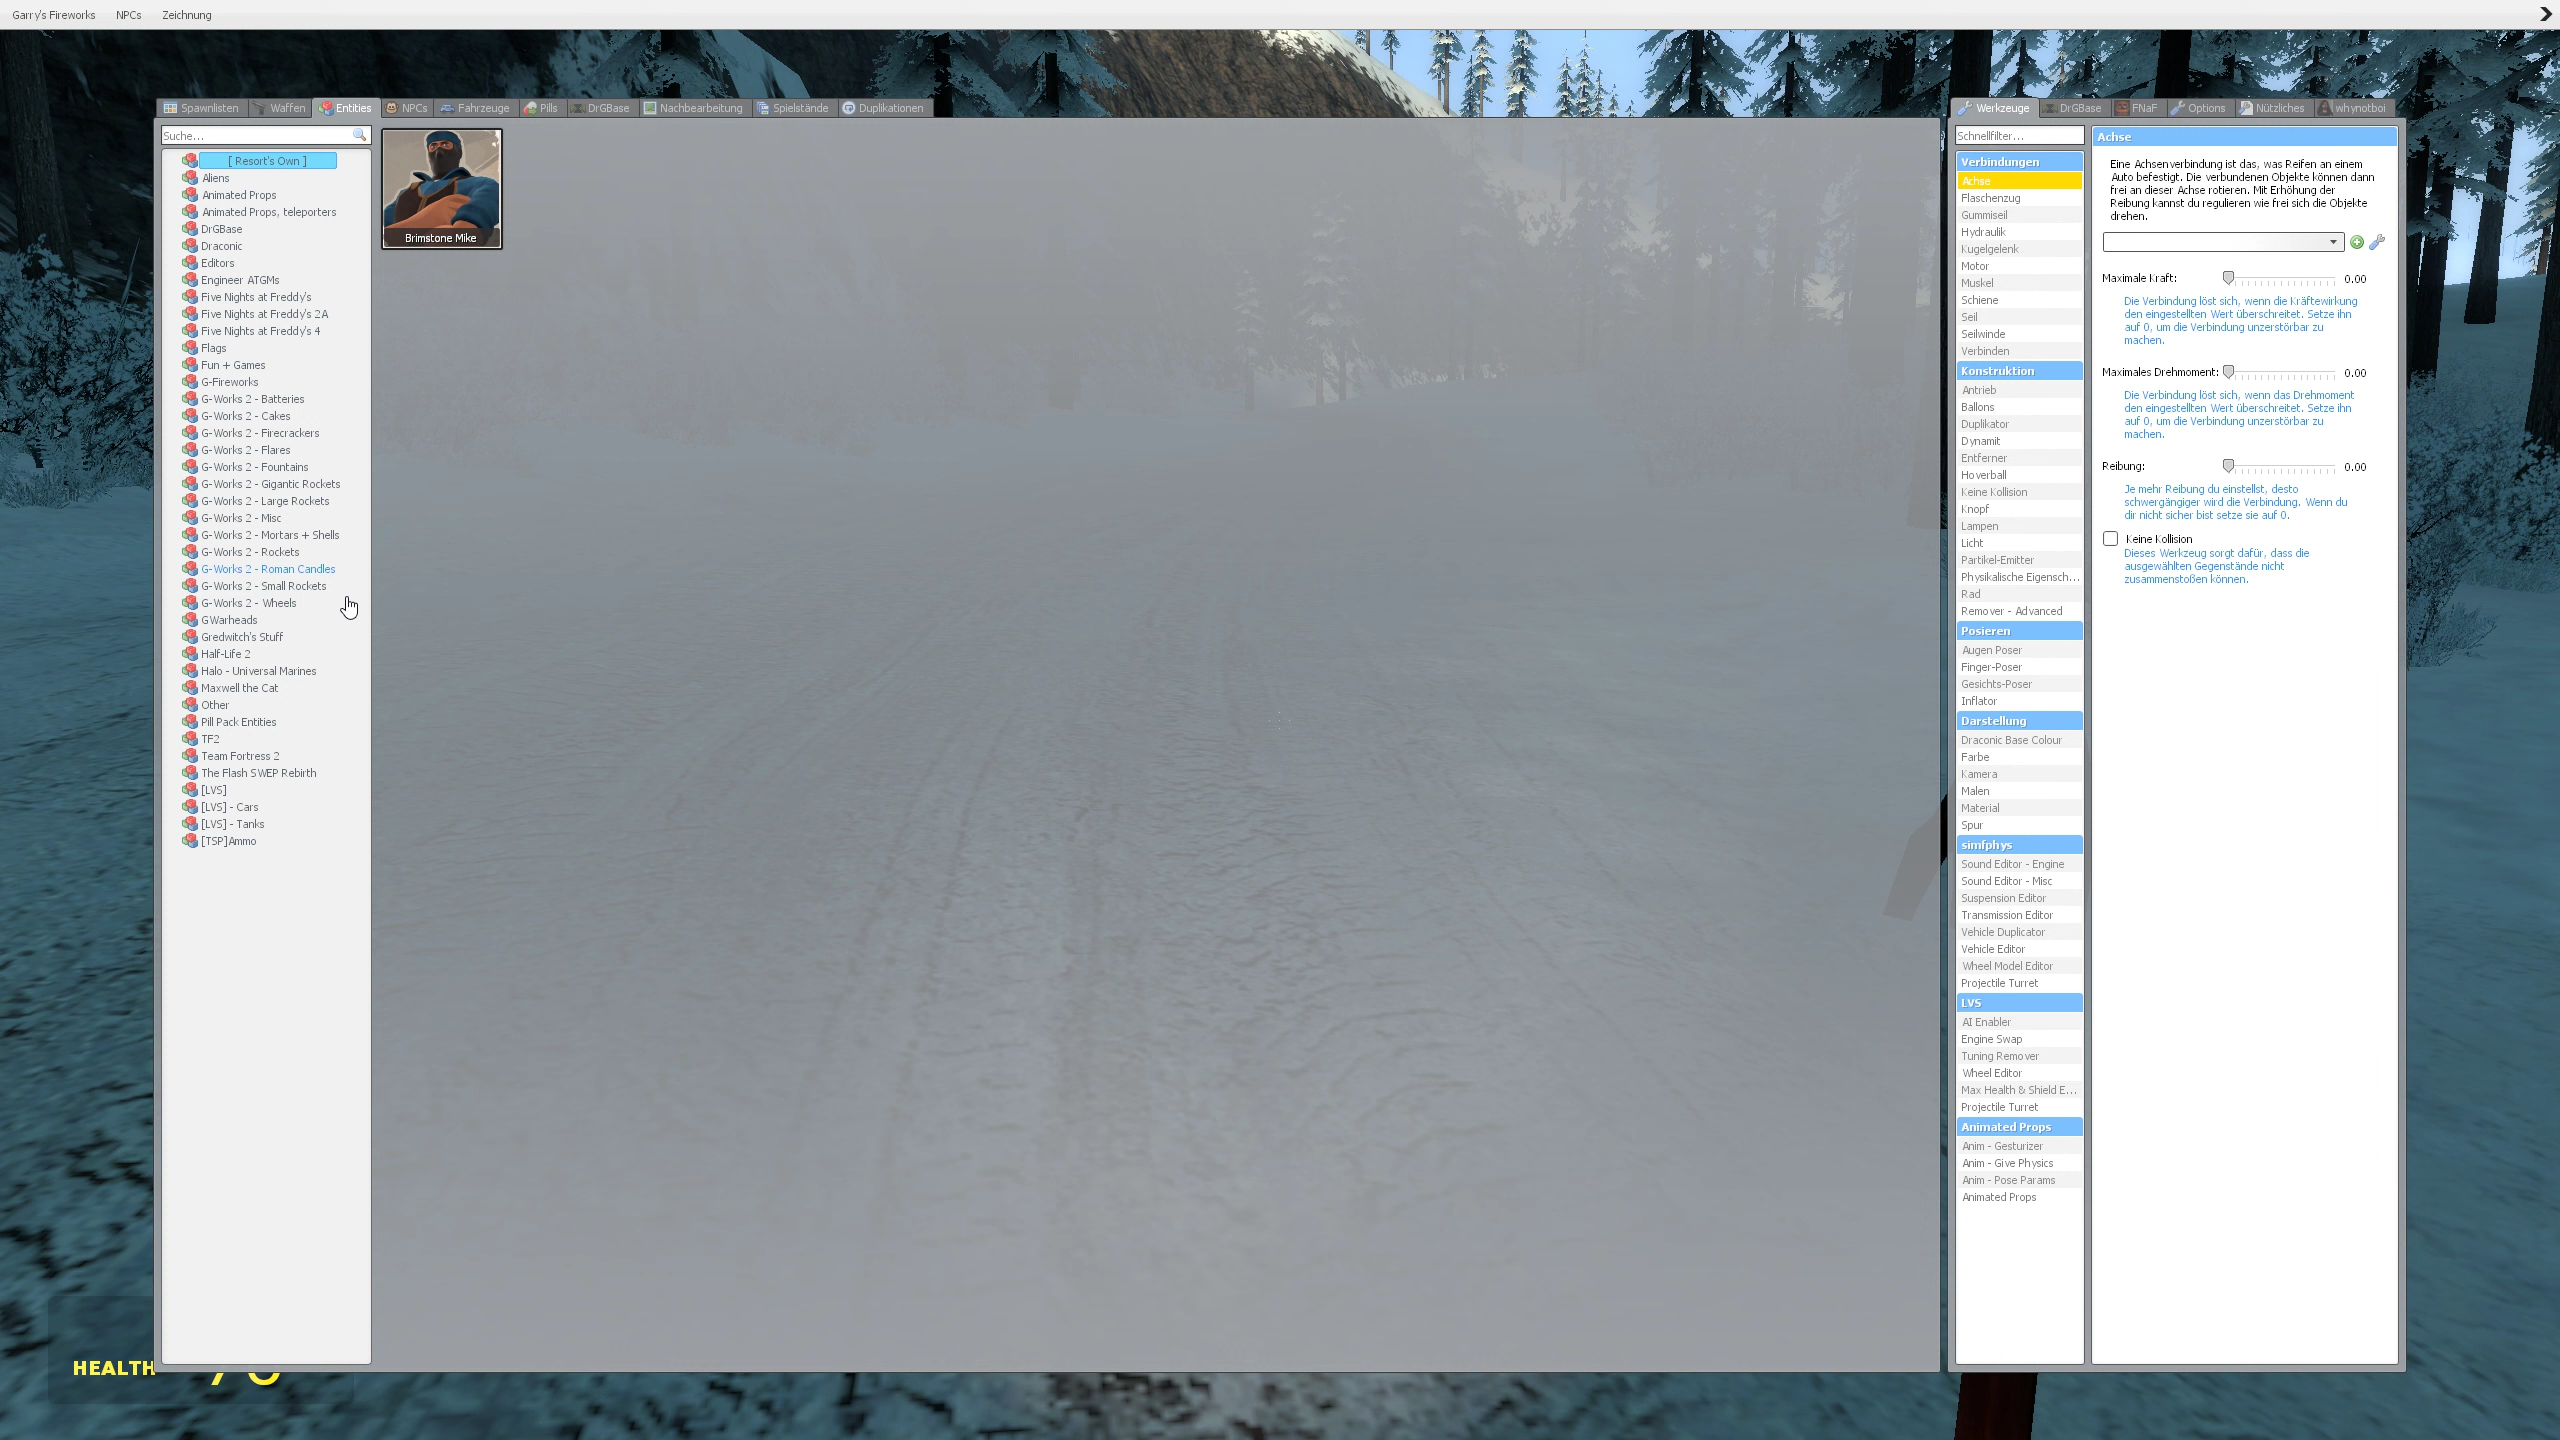 Garry's Fireworks NPCs Zeichnung
Spawnlisten Waffen Entities NPCs Fahrzeuge Pills DrGBase Nachbearbeitung Spielstände Duplikationen
Suche...
[ Resort's Own ]
Aliens
Animated Props
Animated Props, teleporters
DrGBase
Draconic
Editors
Engineer ATGMs
Five Nights at Freddy's
Five Nights at Freddy's 2A
Five Nights at Freddy's 4
Flags
Fun + Games
G-Fireworks
G-Works 2 - Batteries
G-Works 2 - Cakes
G-Works 2 - Firecrackers
G-Works 2 - Flares
G-Works 2 - Fountains
G-Works 2 - Gigantic Rockets
G-Works 2 - Large Rockets
G-Works 2 - Misc
G-Works 2 - Mortars + Shells
G-Works 2 - Rockets
G-Works 2 - Roman Candles
G-Works 2 - Small Rockets
G-Works 2 - Wheels
GWarheads
Gredwitch's Stuff
Half-Life 2
Halo - Universal Marines
Maxwell the Cat
Other
Pill Pack Entities
TF2
Team Fortress 2
The Flash SWEP Rebirth
[LVS]
[LVS] - Cars
[LVS] - Tanks
[TSP]Ammo
Brimstone Mike
HEALTH
Werkzeuge DrGBase FNaF Options Nützliches whynotboi
Schnellfilter...
Verbindungen
Achse
Flaschenzug
Gummiseil
Hydraulik
Kugelgelenk
Motor
Muskel
Schiene
Seil
Seilwinde
Verbinden
Konstruktion
Antrieb
Ballons
Duplikator
Dynamit
Entferner
Hoverball
Keine Kollision
Knopf
Lampen
Licht
Partikel-Emitter
Physikalische Eigensch...
Rad
Remover - Advanced
Posieren
Augen Poser
Finger-Poser
Gesichts-Poser
Inflator
Darstellung
Draconic Base Colour
Farbe
Kamera
Malen
Material
Spur
simfphys
Sound Editor - Engine
Sound Editor - Misc
Suspension Editor
Transmission Editor
Vehicle Duplicator
Vehicle Editor
Wheel Model Editor
Projectile Turret
LVS
AI Enabler
Engine Swap
Tuning Remover
Wheel Editor
Max Health & Shield E...
Projectile Turret
Animated Props
Anim - Gesturizer
Anim - Give Physics
Anim - Pose Params
Animated Props
Achse
Eine Achsenverbindung ist das, was Reifen an einem
Auto befestigt. Die verbundenen Objekte können dann
frei an dieser Achse rotieren. Mit Erhöhung der
Reibung kannst du regulieren wie frei sich die Objekte
drehen.
Maximale Kraft: 0.00
Die Verbindung löst sich, wenn die Kräftewirkung
den eingestellten Wert überschreitet. Setze ihn
auf 0, um die Verbindung unzerstörbar zu
machen.
Maximales Drehmoment: 0.00
Die Verbindung löst sich, wenn das Drehmoment
den eingestellten Wert überschreitet. Setze ihn
auf 0, um die Verbindung unzerstörbar zu
machen.
Reibung: 0.00
Je mehr Reibung du einstellst, desto
schwergängiger wird die Verbindung. Wenn du
dir nicht sicher bist setze sie auf 0.
Keine Kollision
Dieses Werkzeug sorgt dafür, dass die
ausgewählten Gegenstände nicht
zusammenstoßen können.